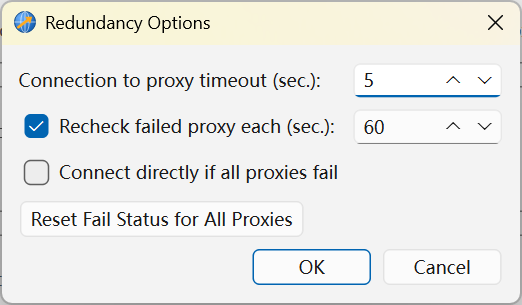 Redundancy Options
Connection to proxy timeout (sec.): 5
Recheck failed proxy each (sec.): 60
Connect directly if all proxies fail
Reset Fail Status for All Proxies
OK Cancel